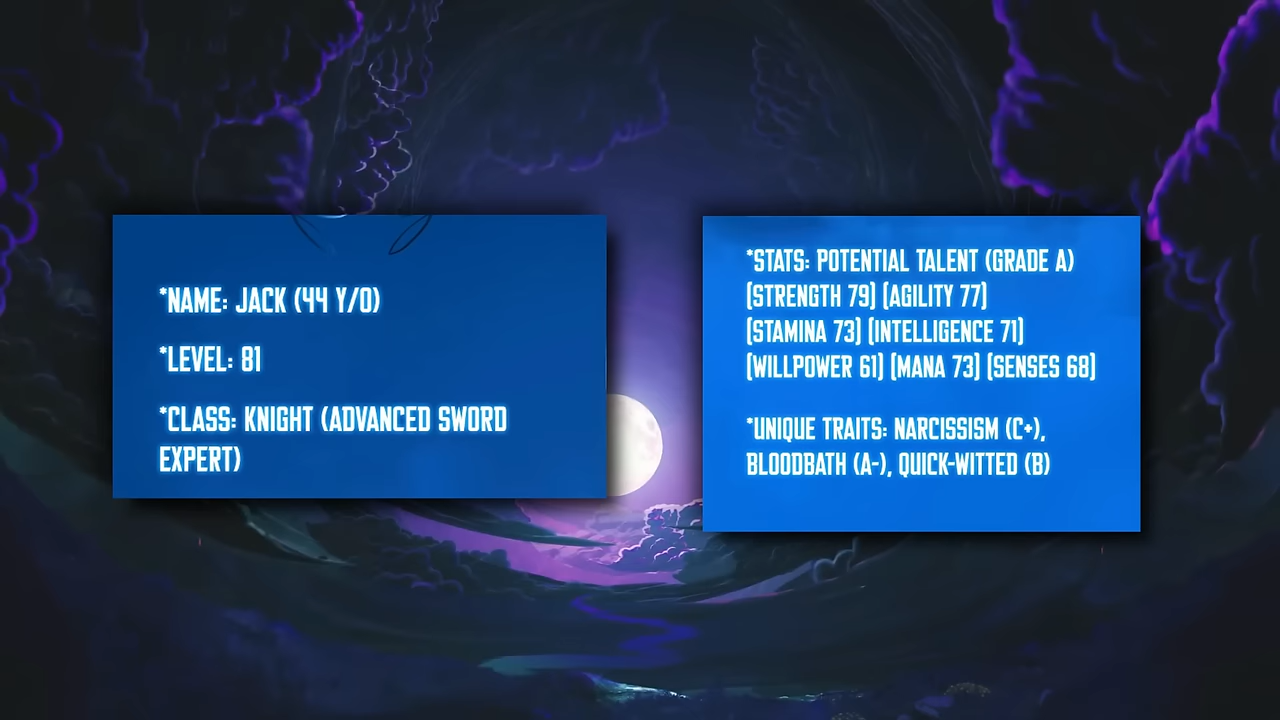 *NAME: JACK (44 Y/O)
*LEVEL: 81
*CLASS: KNIGHT (ADVANCED SWORD
EXPERT)
*STATS: POTENTIAL TALENT (GRADE A)
[STRENGTH 79] [AGILITY 77]
[STAMINA 73] [INTELLIGENCE 71]
[WILLPOWER 61] [MANA 73] [SENSES 68]
*UNIQUE TRAITS: NARCISSISM (C+),
BLOODBATH (A-), QUICK-WITTED (B)